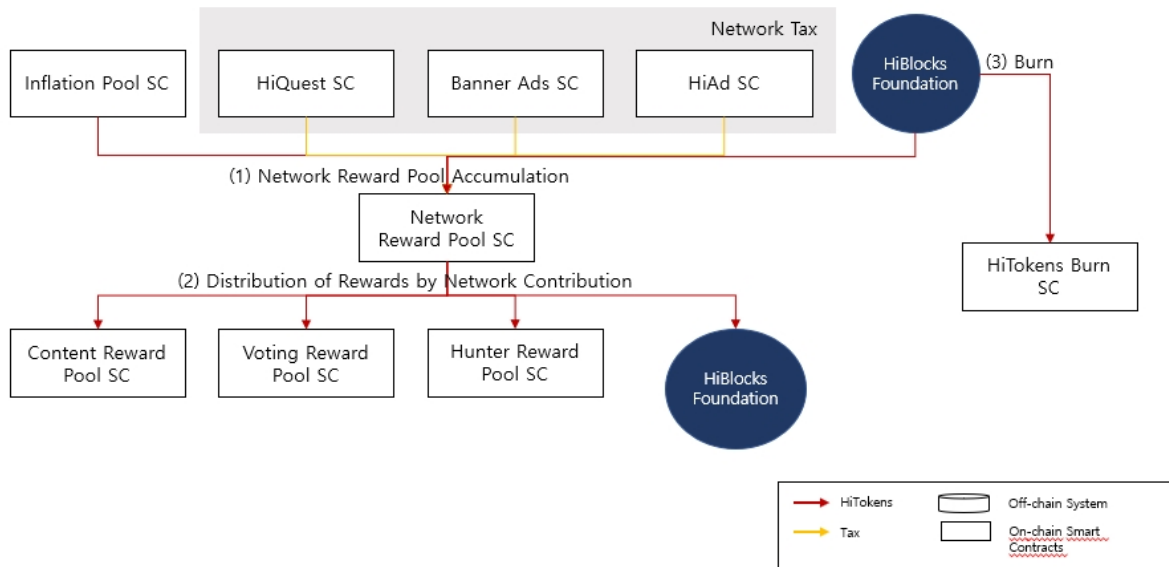 Network Tax
Inflation Pool SC
HiQuest SC
Banner Ads SC
HiAd SC
HiBlocks
Foundation
(3) Burn
(1) Network Reward Pool Accumulation
Network
Reward Pool SC
HiTokens Burn
SC
(2) Distribution of Rewards by Network Contribution
Content Reward
Pool SC
Voting Reward
Pool SC
Hunter Reward
Pool SC
HiBlocks
Foundation
HiTokens
Off-chain System
Tax
On-chain Smart
Contracts